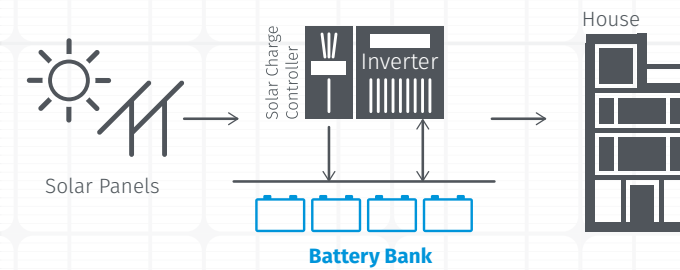 House
Solar Charge
Controller
Inverter
Solar Panels
Battery Bank